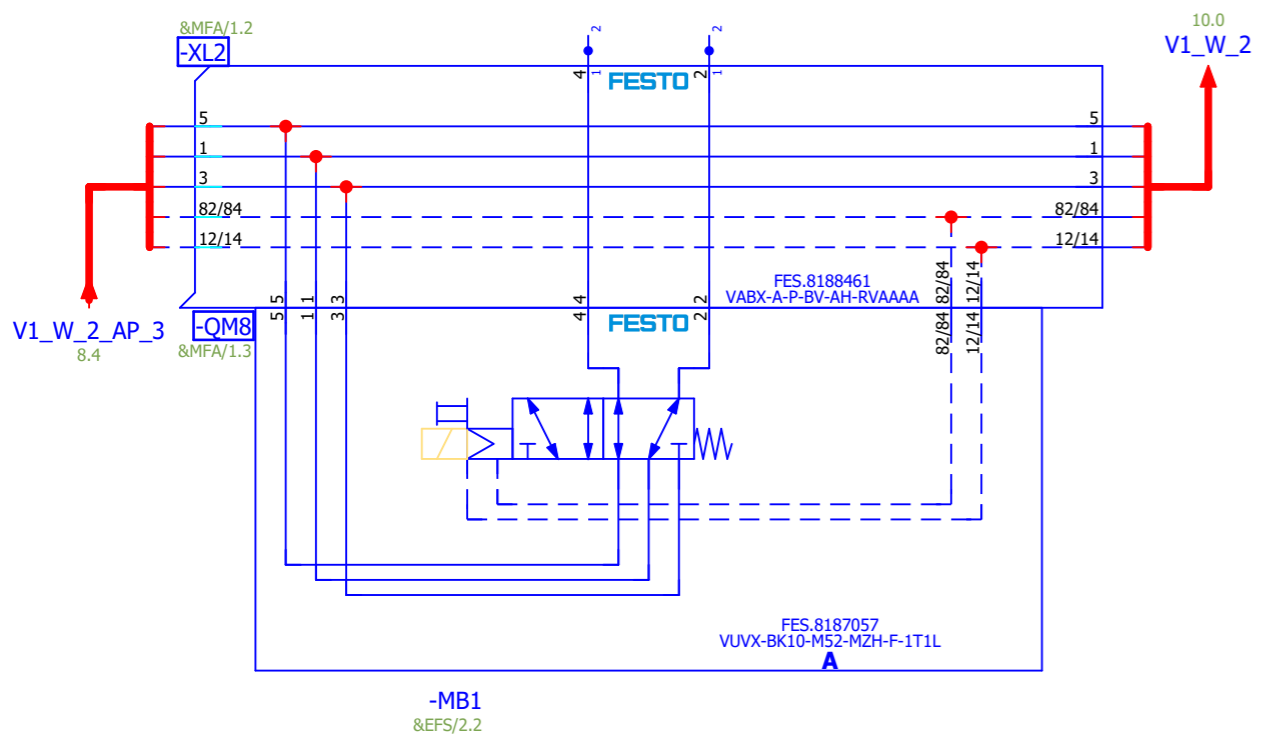 &MFA/1.2
-XL2
2
2
10.0
V1_W_2
4
1
FESTO
2
1
5
5
1
1
3
3
82/84
82/84
12/14
12/14
FES.8188461
VABX-A-P-BV-AH-RVAAAA
5
1
3
4
2
82/84
12/14
V1_W_2_AP_3
8.4
-QM8
&MFA/1.3
5
1
3
4
FESTO
2
82/84
12/14
FES.8187057
VUVX-BK10-M52-MZH-F-1T1L
A
-MB1
&EFS/2.2